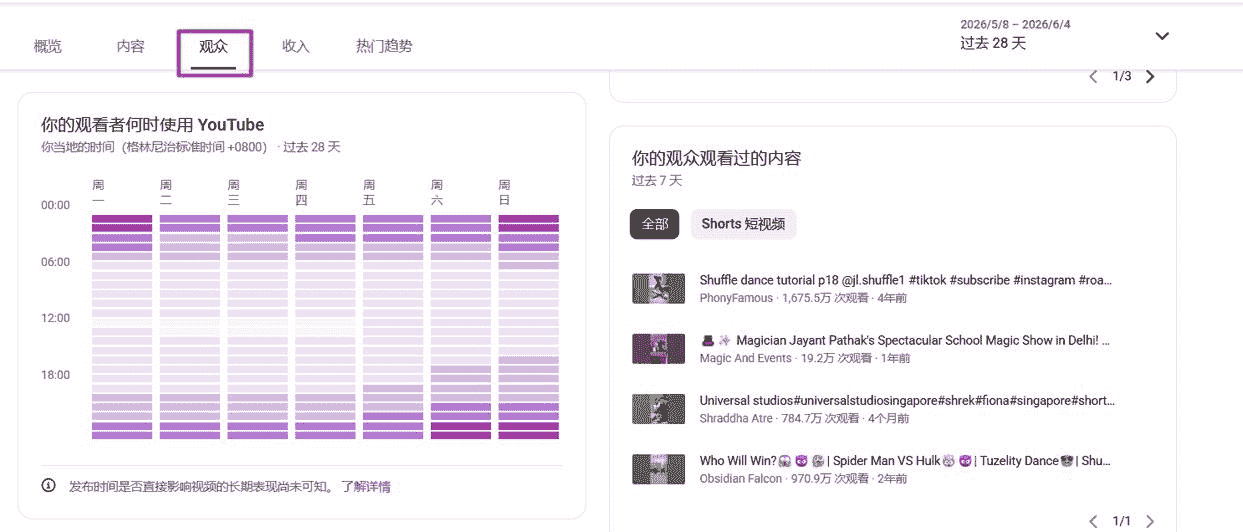 概览 内容 观众 收入 热门趋势
2026/5/8 – 2026/6/4
过去 28 天
1/3
你的观看者何时使用 YouTube
你当地的时间（格林尼治标准时间 +0800） · 过去 28 天
周一 周二 周三 周四 周五 周六 周日
00:00
06:00
12:00
18:00
发布时间是否直接影响视频的长期表现尚未可知。 了解详情
你的观众观看过的内容
过去 7 天
全部 Shorts 短视频
Shuffle dance tutorial p18 @jl.shuffle1 #tiktok #subscribe #instagram #roa…
PhonyFamous · 1,675.5万 次观看 · 4年前
🎩 ✨ Magician Jayant Pathak's Spectacular School Magic Show in Delhi! …
Magic And Events · 19.2万 次观看 · 1年前
Universal studios#universalstudiosingapore#shrek#fiona#singapore#short…
Shraddha Atre · 784.7万 次观看 · 4个月前
Who Will Win? | Spider Man VS Hulk | Tuzelity Dance | Shu…
Obsidian Falcon · 970.9万 次观看 · 2年前
1/1